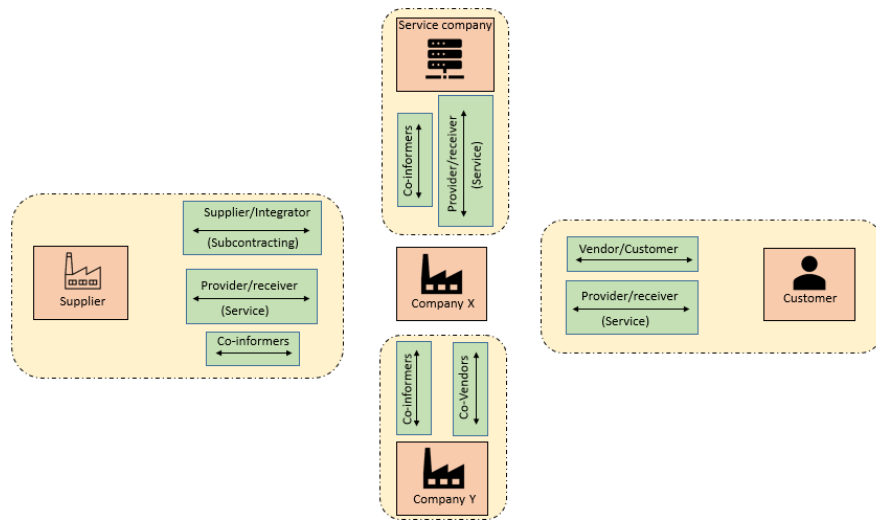 Service company
Co-informers
Provider/receiver
(Service)
Supplier/Integrator
(Subcontracting)
Provider/receiver
(Service)
Co-informers
Supplier
Company X
Vendor/Customer
Provider/receiver
(Service)
Customer
Co-informers
Co-Vendors
Company Y